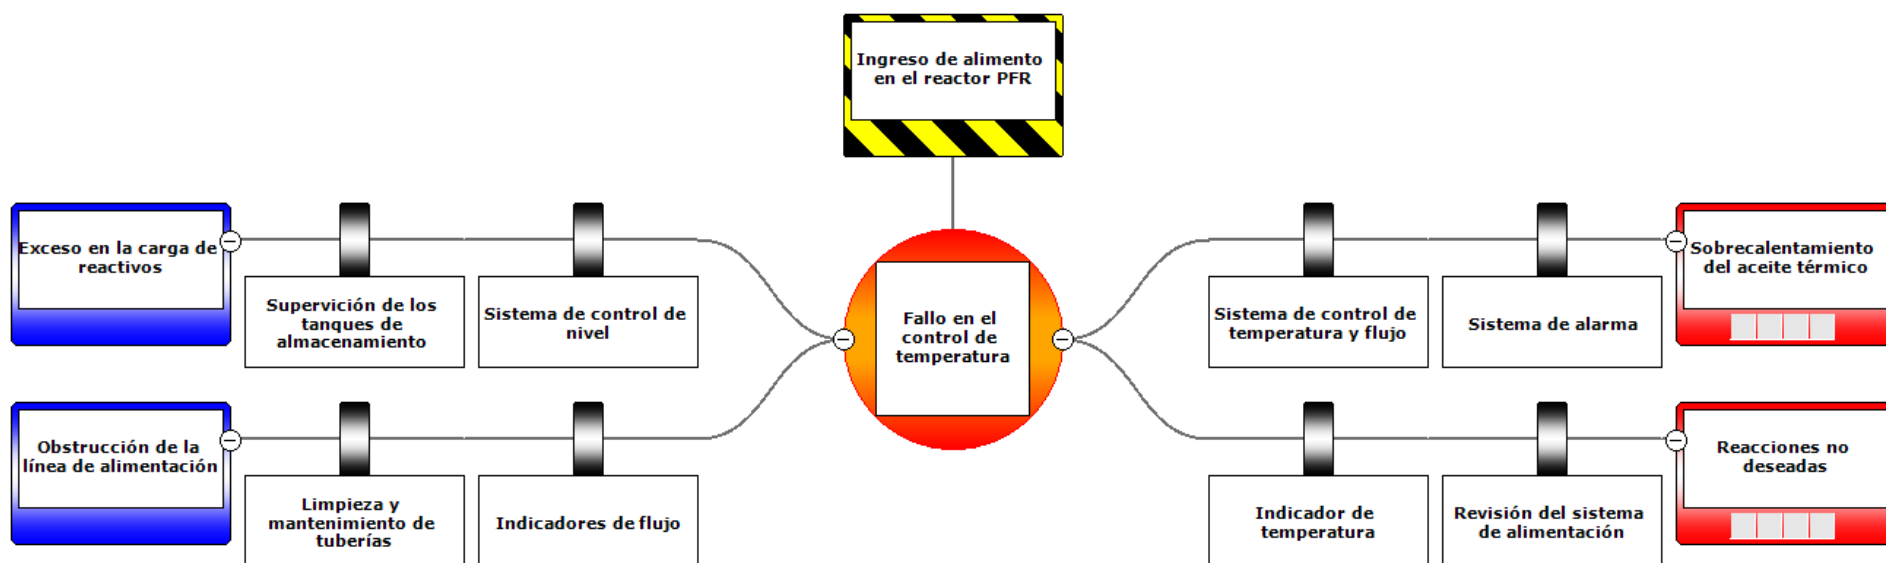 Ingreso de alimento
en el reactor PFR
Exceso en la carga de
reactivos
Supervición de los
tanques de
almacenamiento
Sistema de control de
nivel
Fallo en el
control de
temperatura
Sistema de control de
temperatura y flujo
Sistema de alarma
Sobrecalentamiento
del aceite térmico
Obstrucción de la
línea de alimentación
Limpieza y
mantenimiento de
tuberías
Indicadores de flujo
Indicador de
temperatura
Revisión del sistema
de alimentación
Reacciones no
deseadas